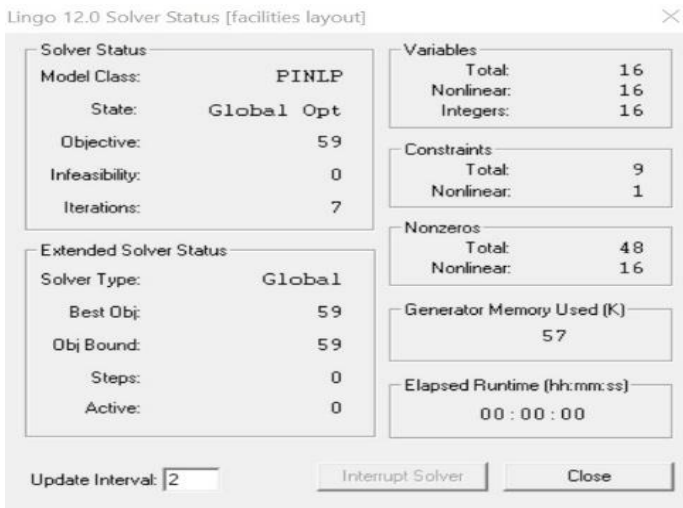 Lingo 12.0 Solver Status [facilities layout]
Solver Status
Model Class: PINLP
State: Global Opt
Objective: 59
Infeasibility: 0
Iterations: 7
Extended Solver Status
Solver Type: Global
Best Obj: 59
Obj Bound: 59
Steps: 0
Active: 0
Variables
Total: 16
Nonlinear: 16
Integers: 16
Constraints
Total: 9
Nonlinear: 1
Nonzeros
Total: 48
Nonlinear: 16
Generator Memory Used (K)
57
Elapsed Runtime (hh:mm:ss)
00:00:00
Update Interval: 2
Interrupt Solver
Close